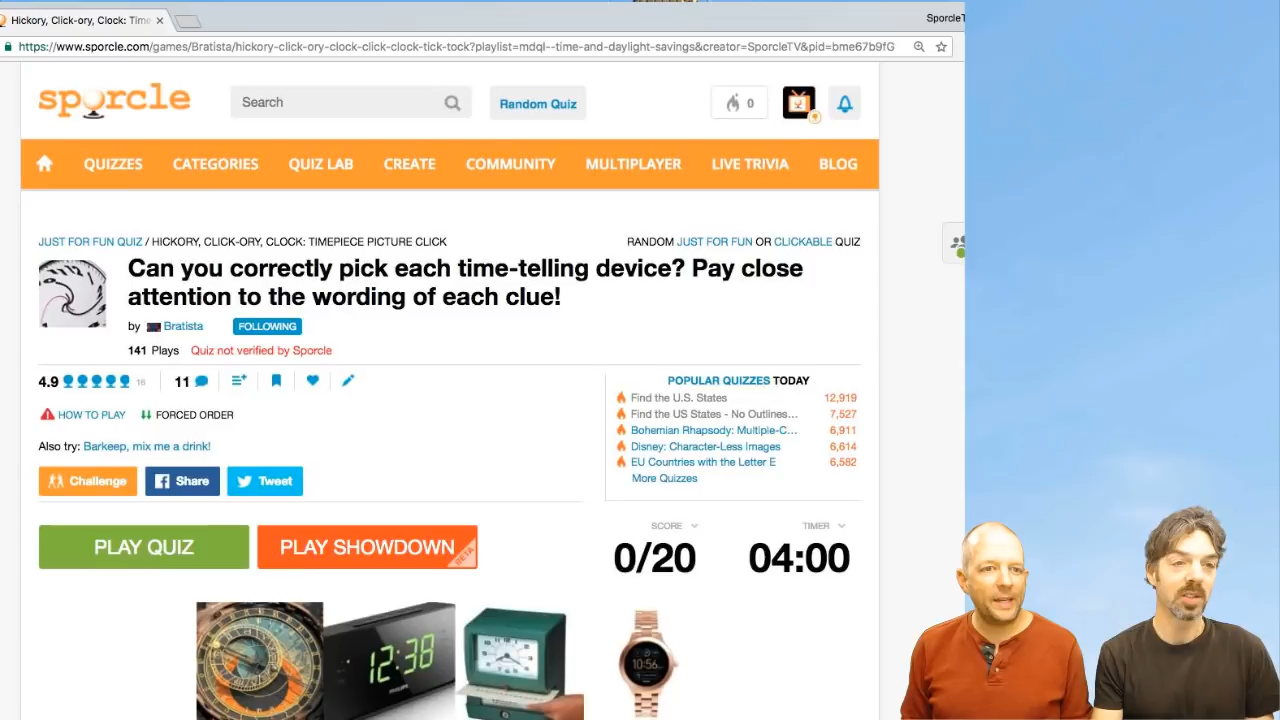 Hickory, Click-ory, Clock: Time
SporcleT
https://www.sporcle.com/games/Bratista/hickory-click-ory-clock-click-clock-tick-tock?playlist=mdql--time-and-daylight-savings&creator=SporcleTV&pid=bme67b9fG
sporcle
Search
Random Quiz
0
QUIZZES CATEGORIES QUIZ LAB CREATE COMMUNITY MULTIPLAYER LIVE TRIVIA BLOG
JUST FOR FUN QUIZ / HICKORY, CLICK-ORY, CLOCK: TIMEPIECE PICTURE CLICK
RANDOM JUST FOR FUN OR CLICKABLE QUIZ
Can you correctly pick each time-telling device? Pay close
attention to the wording of each clue!
by Bratista FOLLOWING
141 Plays Quiz not verified by Sporcle
4.9 16 11
HOW TO PLAY FORCED ORDER
Also try: Barkeep, mix me a drink!
Challenge Share Tweet
POPULAR QUIZZES TODAY
Find the U.S. States 12,919
Find the US States - No Outlines... 7,527
Bohemian Rhapsody: Multiple-C... 6,911
Disney: Character-Less Images 6,614
EU Countries with the Letter E 6,582
More Quizzes
PLAY QUIZ
PLAY SHOWDOWN
BETA
SCORE
0/20
TIMER
04:00
12:38
PHILIPS
10:56